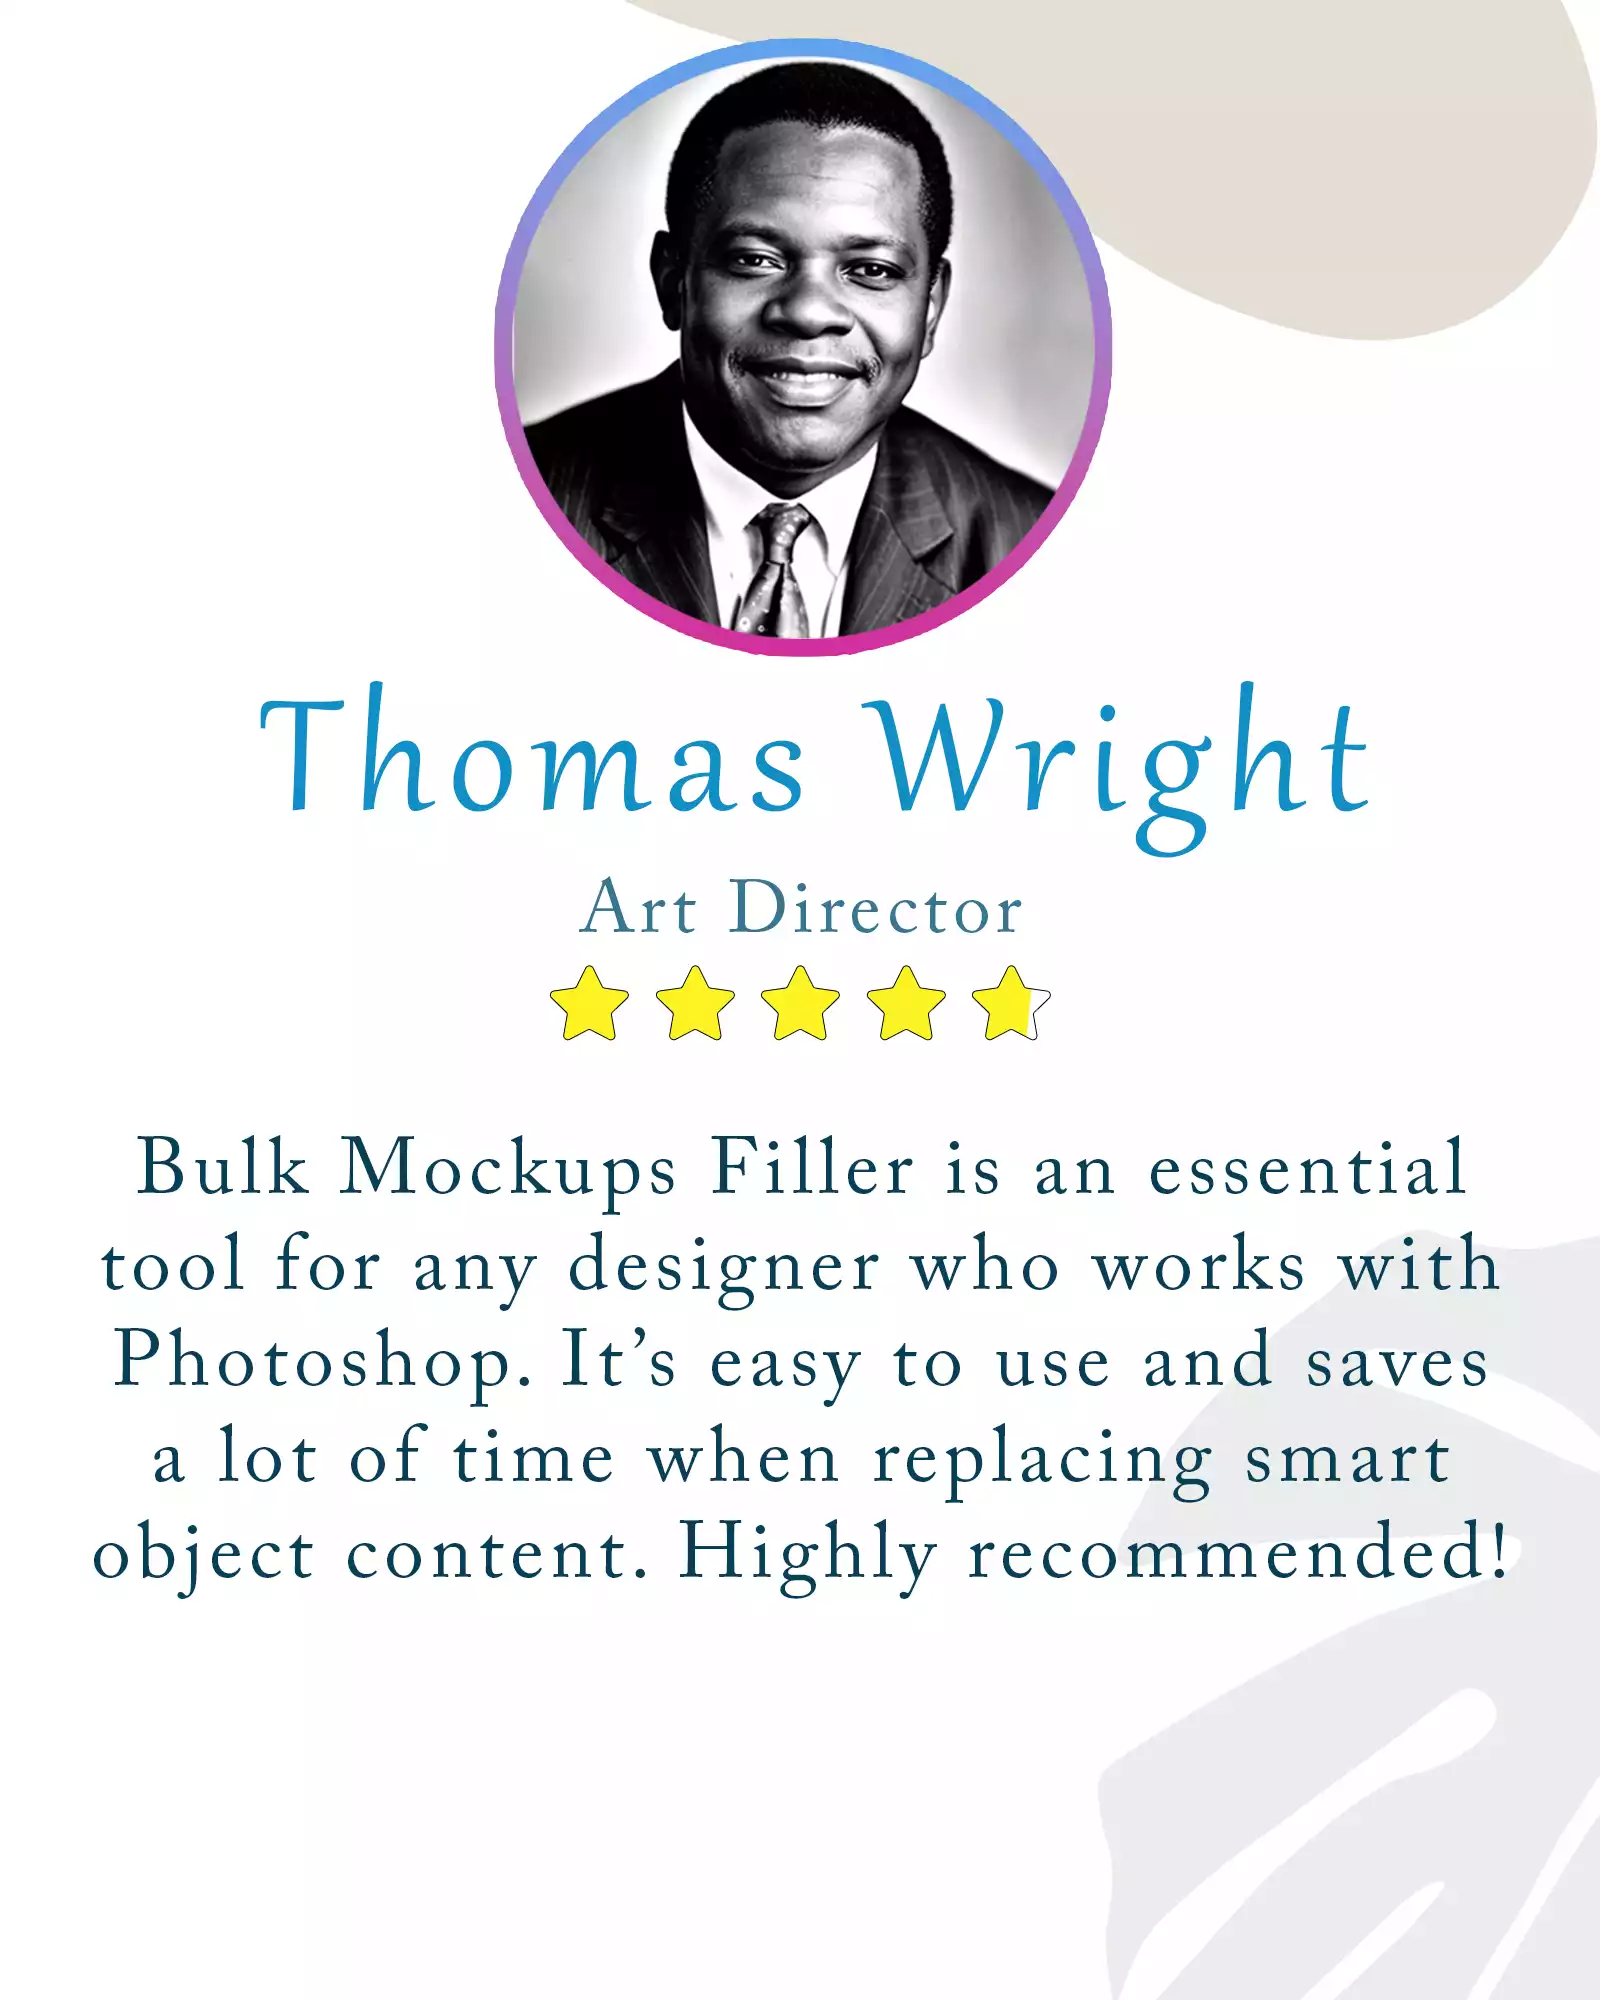 Thomas Wright
Art Director
Bulk Mockups Filler is an essential
tool for any designer who works with
Photoshop. It’s easy to use and saves
a lot of time when replacing smart
object content. Highly recommended!